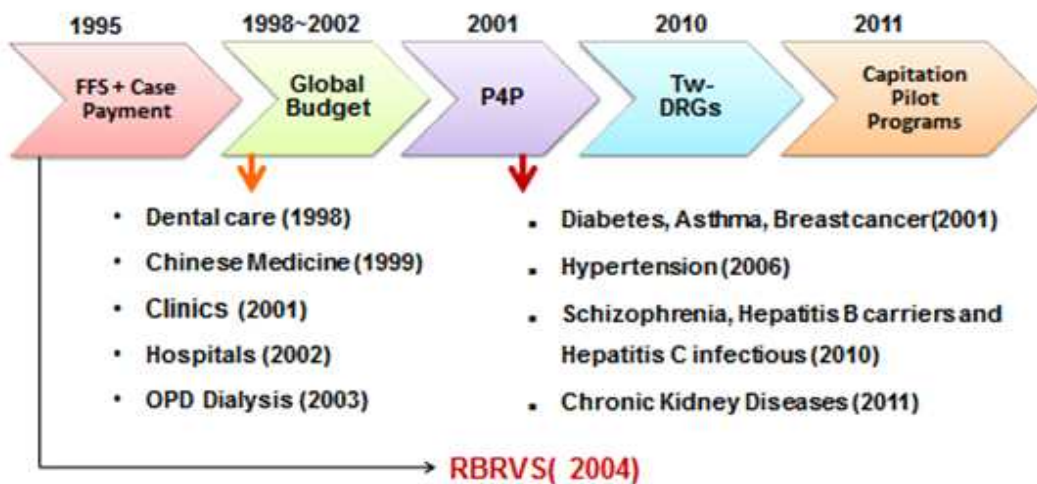 1995
1998~2002
2001
2010
2011
FFS + Case
Payment
Global
Budget
P4P
Tw-
DRGs
Capitation
Pilot
Programs
• Dental care (1998)
• Chinese Medicine (1999)
• Clinics (2001)
• Hospitals (2002)
• OPD Dialysis (2003)
▪ Diabetes, Asthma, Breastcancer(2001)
▪ Hypertension (2006)
▪ Schizophrenia, Hepatitis B carriers and
Hepatitis C infectious (2010)
▪ Chronic Kidney Diseases (2011)
RBRVS( 2004)